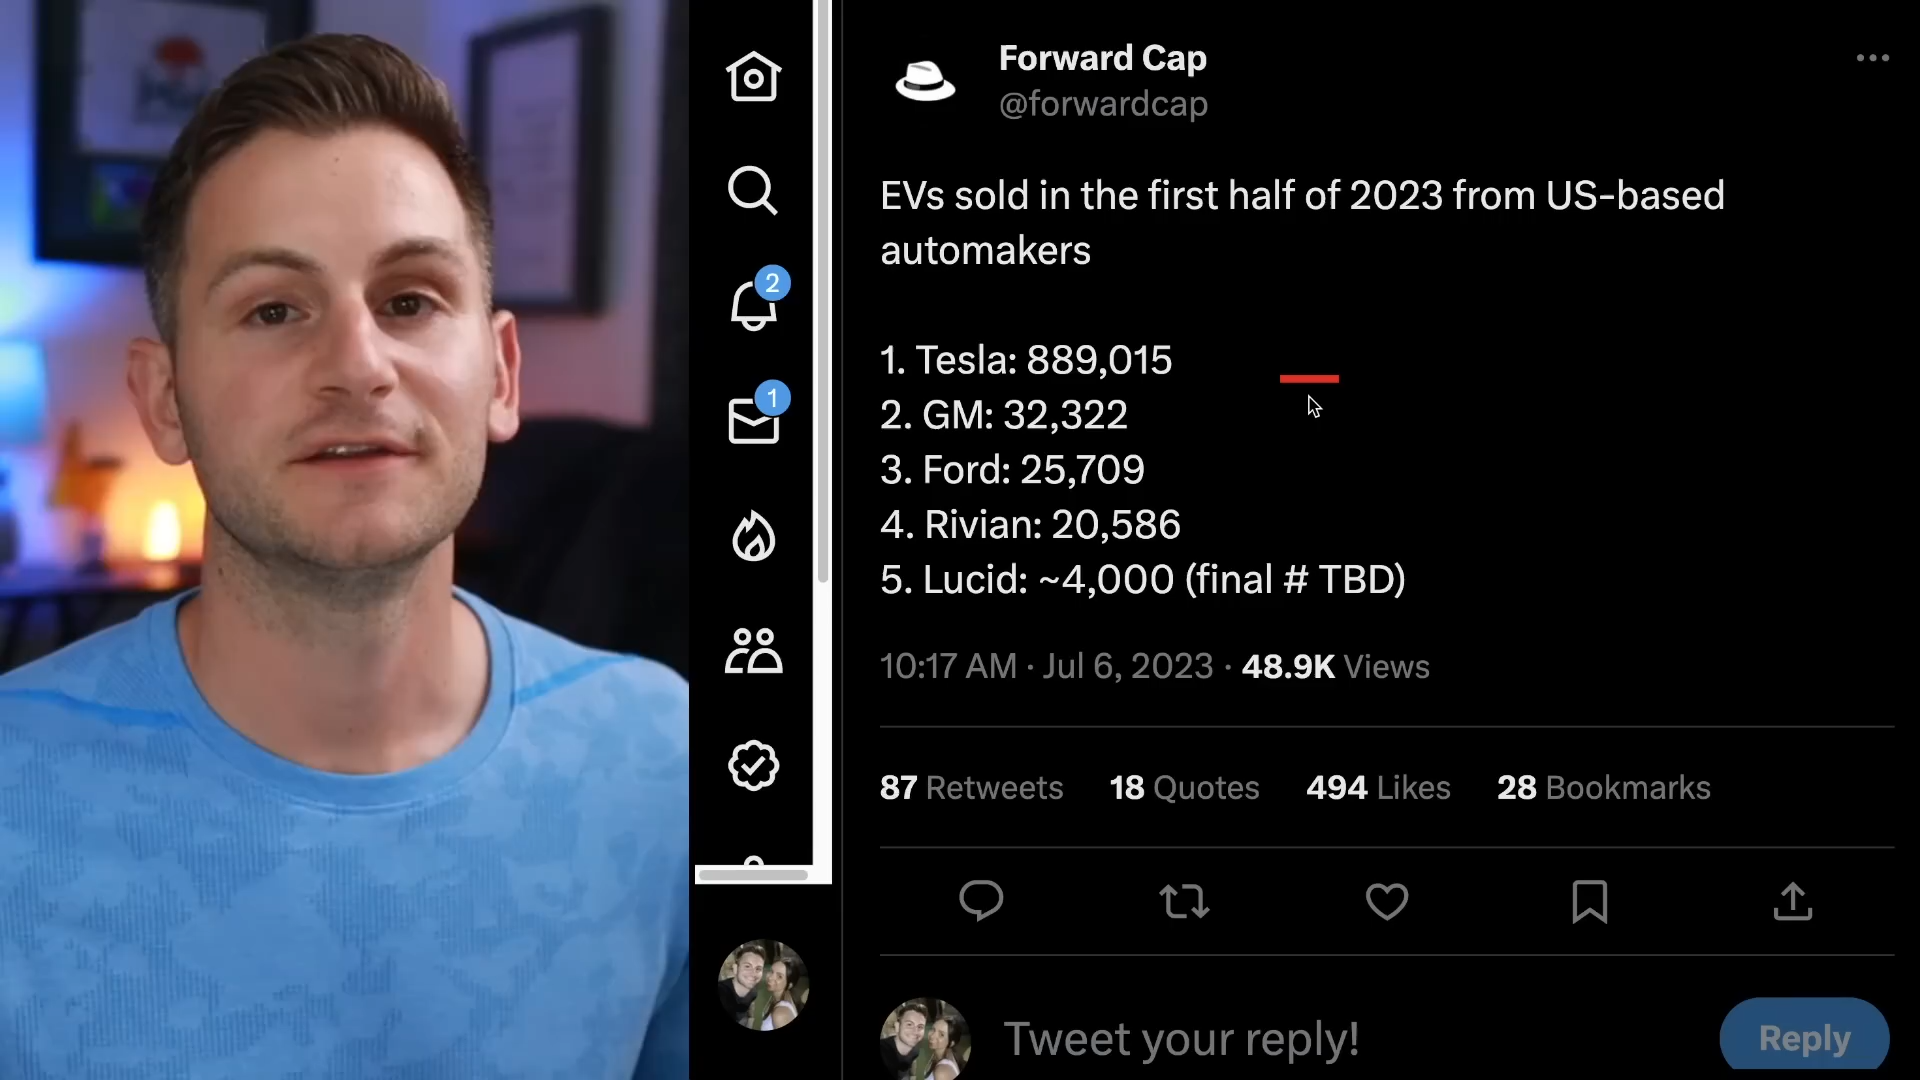 2
1
Forward Cap
@forwardcap
EVs sold in the first half of 2023 from US-based
automakers
1. Tesla: 889,015
2. GM: 32,322
3. Ford: 25,709
4. Rivian: 20,586
5. Lucid: ~4,000 (final # TBD)
10:17 AM · Jul 6, 2023 · 48.9K Views
87 Retweets 18 Quotes 494 Likes 28 Bookmarks
Tweet your reply!
Reply